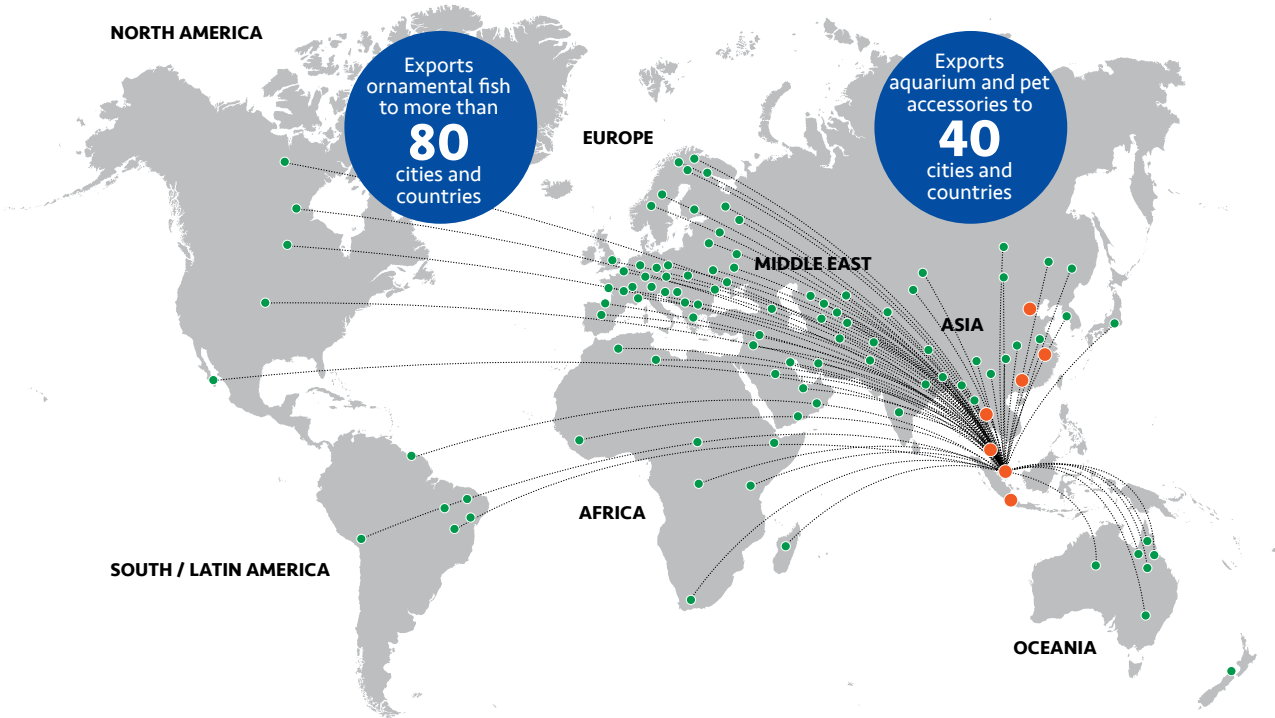 NORTH AMERICA
Exports
ornamental fish
to more than
80
cities and
countries
Exports
aquarium and pet
accessories to
40
cities and
countries
EUROPE
MIDDLE EAST
ASIA
AFRICA
SOUTH / LATIN AMERICA
OCEANIA